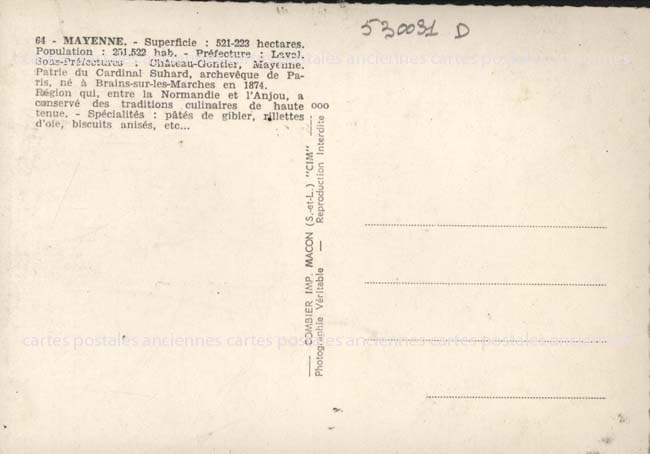 64 - MAYENNE. - Superficie : 521-223 hectares.
Population : 251.522 hab. - Préfecture : Laval.
Sous-Préfectures : Château-Gontier, Mayenne.
Patrie du Cardinal Suhard, archevêque de Pa-
ris, né à Brains-sur-les-Marches en 1874.
Région qui, entre la Normandie et l'Anjou, a
conservé des traditions culinaires de haute
tenue. - Spécialités : pâtés de gibier, rillettes
d'oie, biscuits anisés, etc...
530031 D
ooo
— COMBIER IMP. MACON (S.-et-L.) "CIM" —
Photographie Véritable — Reproduction Interdite
cartes postales anciennes cartes postales anciennes cartes postales anciennes
cartes postales anciennes cartes postales anciennes cartes postales anciennes